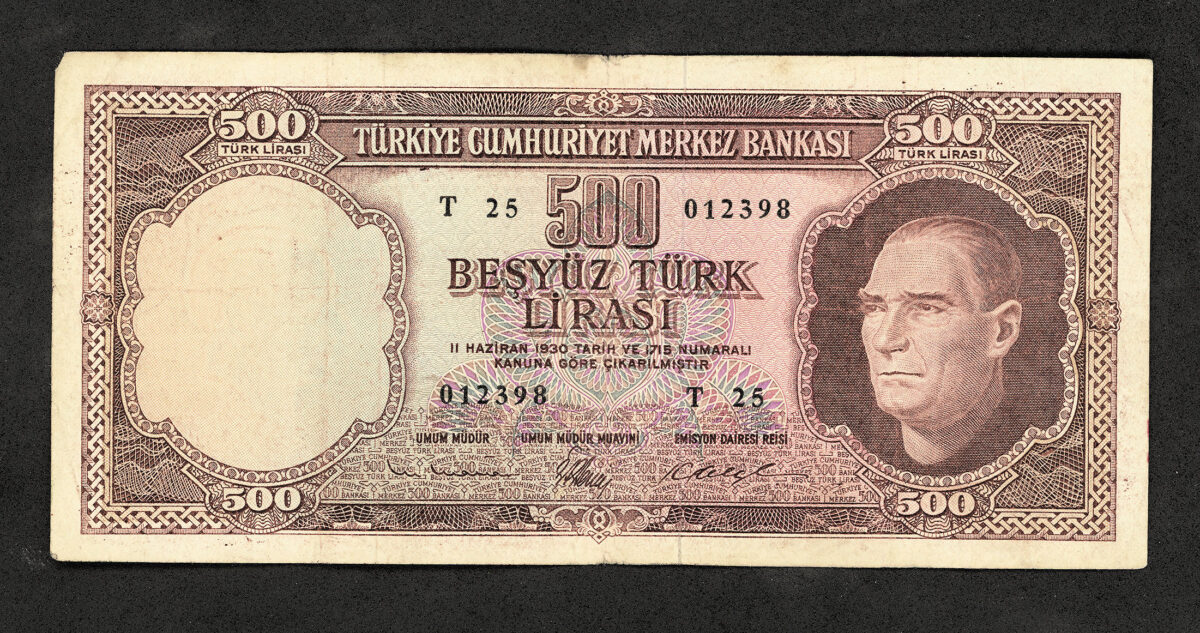 500
TÜRK LİRASI
TÜRKİYE CUMHURİYET MERKEZ BANKASI
500
TÜRK LİRASI
T 25
500
012398
BEŞYÜZ TÜRK
LİRASI
11 HAZİRAN 1930 TARİH VE 1715 NUMARALI
KANUNA GÖRE ÇIKARILMIŞTIR
012398
T 25
UMUM MÜDÜR
UMUM MÜDÜR MUAVİNİ
EMİSYON DAİRESİ REİSİ
500
500